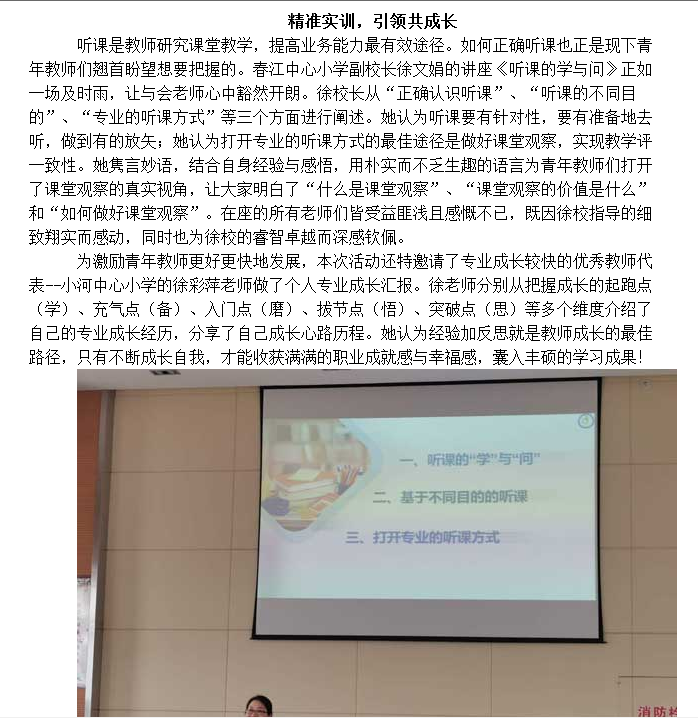 精准实训，引领共成长
听课是教师研究课堂教学，提高业务能力最有效途径。如何正确听课也正是现下青
年教师们翘首盼望想要把握的。春江中心小学副校长徐文娟的讲座《听课的学与问》正如
一场及时雨，让与会老师心中豁然开朗。徐校长从“正确认识听课”、“听课的不同目
的”、“专业的听课方式”等三个方面进行阐述。她认为听课要有针对性，要有准备地去
听，做到有的放矢；她认为打开专业的听课方式的最佳途径是做好课堂观察，实现教学评
一致性。她隽言妙语，结合自身经验与感悟，用朴实而不乏生趣的语言为青年教师们打开
了课堂观察的真实视角，让大家明白了“什么是课堂观察”、“课堂观察的价值是什么”
和“如何做好课堂观察”。在座的所有老师们皆受益匪浅且感慨不已，既因徐校指导的细
致翔实而感动，同时也为徐校的睿智卓越而深感钦佩。
为激励青年教师更好更快地发展，本次活动还特邀请了专业成长较快的优秀教师代
表--小河中心小学的徐彩萍老师做了个人专业成长汇报。徐老师分别从把握成长的起跑点
（学）、充气点（备）、入门点（磨）、拔节点（悟）、突破点（思）等多个维度介绍了
自己的专业成长经历，分享了自己成长心路历程。她认为经验加反思就是教师成长的最佳
路径，只有不断成长自我，才能收获满满的职业成就感与幸福感，囊入丰硕的学习成果！
一、听课的“学”与“问”
二、基于不同目的的听课
三、打开专业的听课方式
消防栓